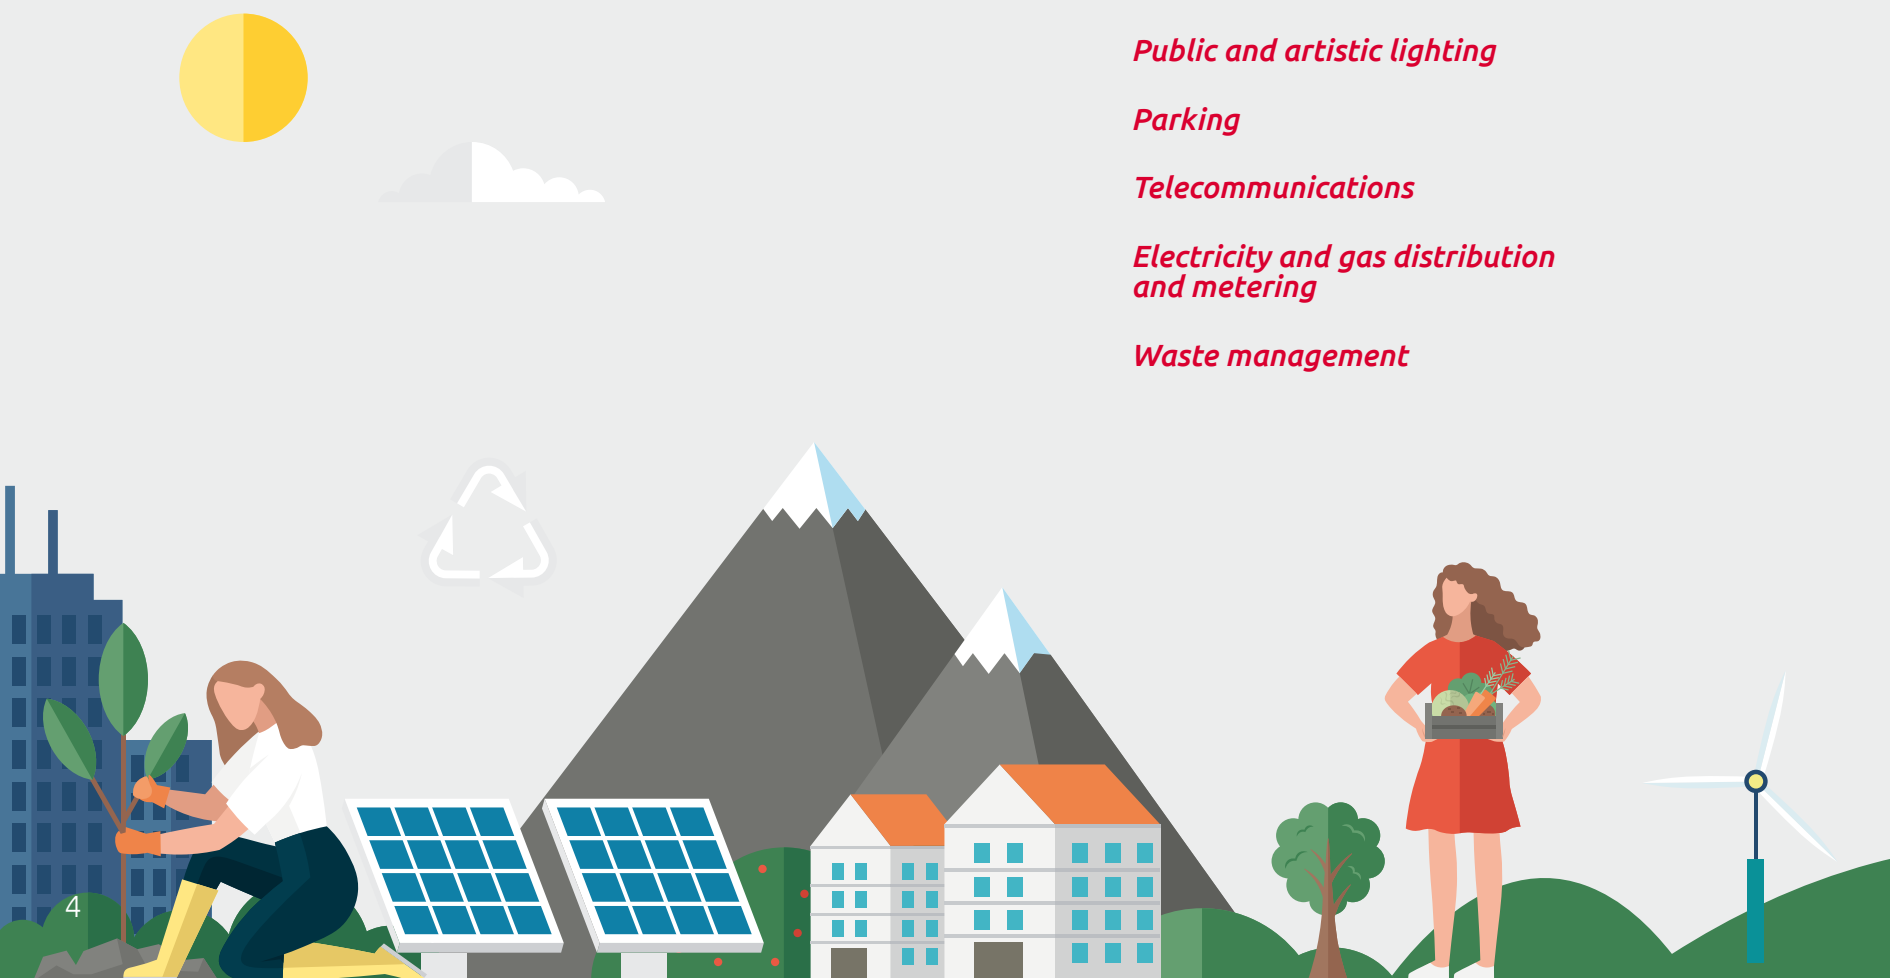 Public and artistic lighting
Parking
Telecommunications
Electricity and gas distribution
and metering
Waste management
4